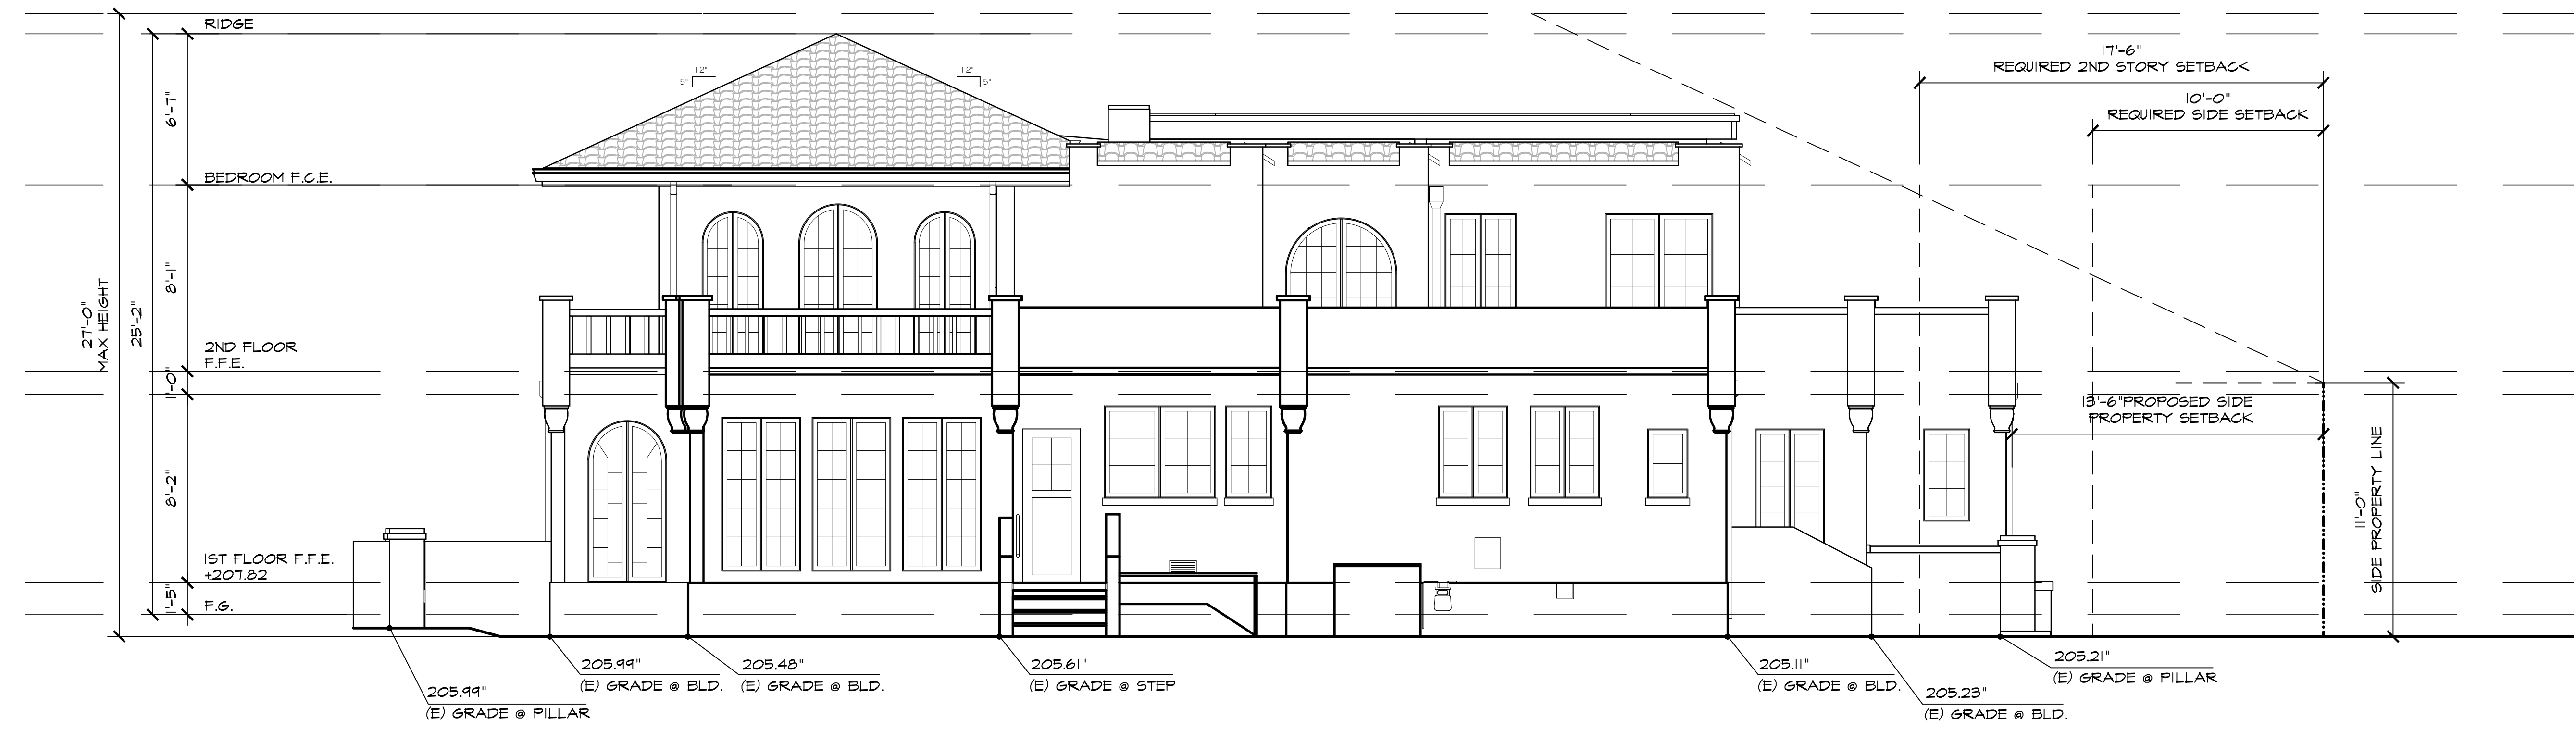 RIDGE
6'-7"
BEDROOM F.C.E.
8'-1"
27'-0"
MAX HEIGHT
25'-2"
2ND FLOOR
F.F.E.
1'-0"
8'-2"
1ST FLOOR F.F.E.
+207.82
1'-5"
F.G.
12"
5"
12"
5"
17'-6"
REQUIRED 2ND STORY SETBACK
10'-0"
REQUIRED SIDE SETBACK
13'-6"PROPOSED SIDE
PROPERTY SETBACK
11'-0"
SIDE PROPERTY LINE
205.99"
(E) GRADE @ PILLAR
205.99"
(E) GRADE @ BLD.
205.48"
(E) GRADE @ BLD.
205.61"
(E) GRADE @ STEP
205.11"
(E) GRADE @ BLD.
205.23"
(E) GRADE @ BLD.
205.21"
(E) GRADE @ PILLAR